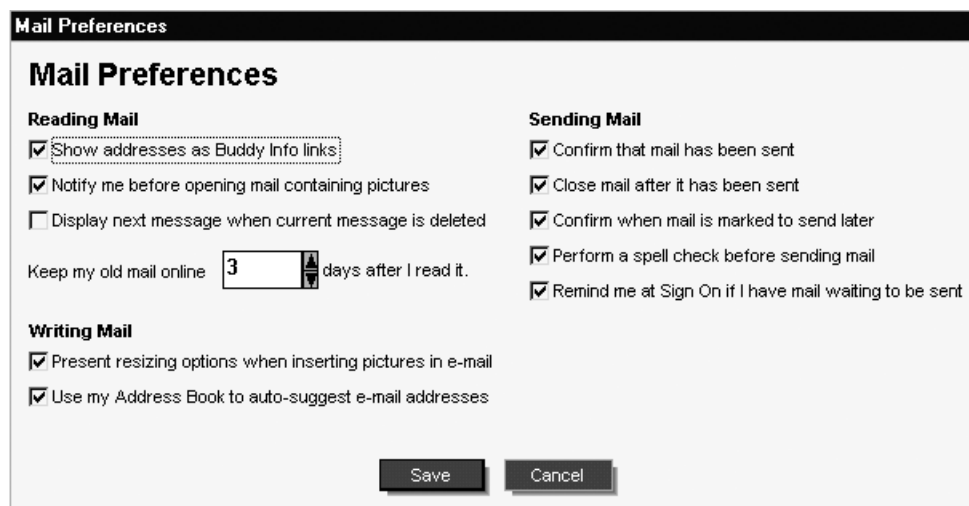 Mail Preferences
Mail Preferences
Reading Mail
Show addresses as Buddy Info links
Notify me before opening mail containing pictures
Display next message when current message is deleted
Keep my old mail online 3 days after I read it.
Writing Mail
Present resizing options when inserting pictures in e-mail
Use my Address Book to auto-suggest e-mail addresses
Sending Mail
Confirm that mail has been sent
Close mail after it has been sent
Confirm when mail is marked to send later
Perform a spell check before sending mail
Remind me at Sign On if I have mail waiting to be sent
Save
Cancel